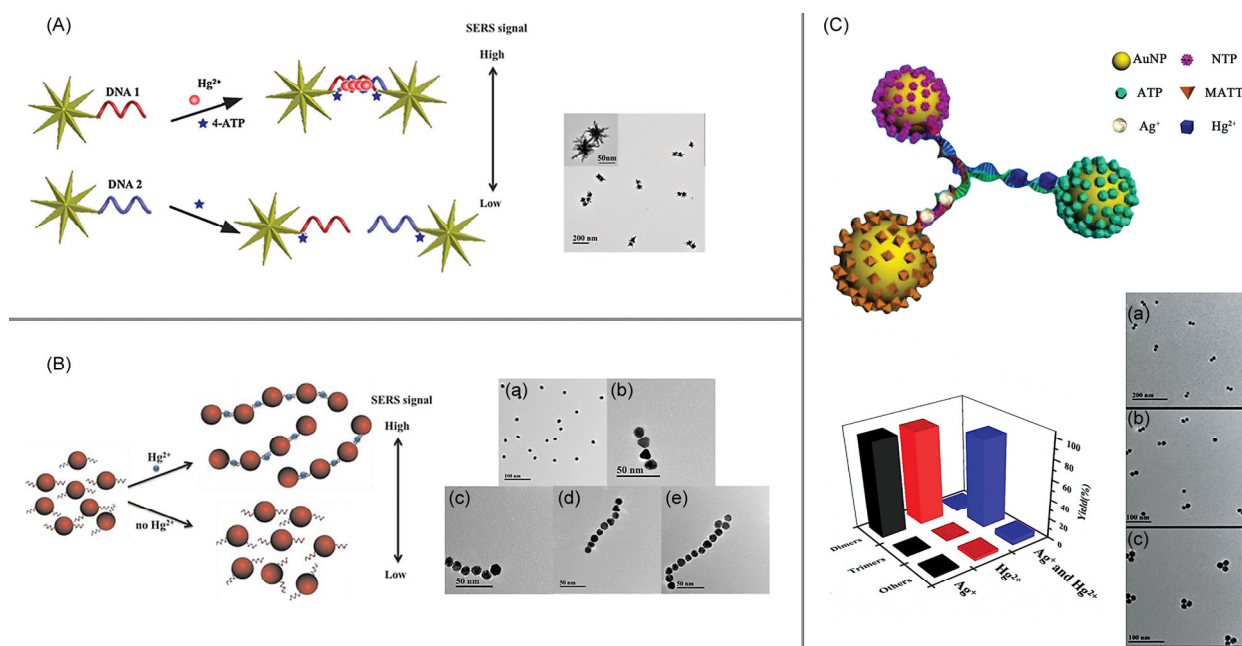 (A)
SERS signal
High
DNA 1
Hg²⁺
4-ATP
50nm
DNA 2
Low
200 nm
(B)
SERS signal
High
Hg²⁺
no Hg²⁺
Low
(a)
100 nm
(b)
50 nm
(c)
50 nm
(d)
50 nm
(e)
50 nm
(C)
AuNP
NTP
ATP
MATT
Ag⁺
Hg²⁺
100
80
60
40
20
0
Yield(%)
Dimers
Trimers
Others
Ag⁺
Hg²⁺
Ag⁺ and Hg²⁺
(a)
200 nm
(b)
100 nm
(c)
100 nm